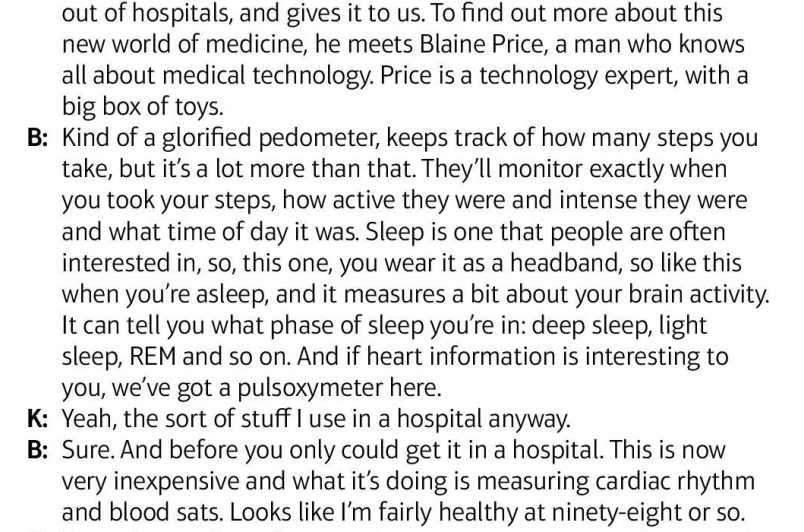 out of hospitals, and gives it to us. To find out more about this
new world of medicine, he meets Blaine Price, a man who knows
all about medical technology. Price is a technology expert, with a
big box of toys.
B: Kind of a glorified pedometer, keeps track of how many steps you
take, but it's a lot more than that. They'll monitor exactly when
you took your steps, how active they were and intense they were
and what time of day it was. Sleep is one that people are often
interested in, so, this one, you wear it as a headband, so like this
when you're asleep, and it measures a bit about your brain activity.
It can tell you what phase of sleep you're in: deep sleep, light
sleep, REM and so on. And if heart information is interesting to
you, we've got a pulsoxymeter here.
K: Yeah, the sort of stuff I use in a hospital anyway.
B: Sure. And before you only could get it in a hospital. This is now
very inexpensive and what it's doing is measuring cardiac rhythm
and blood sats. Looks like I'm fairly healthy at ninety-eight or so.